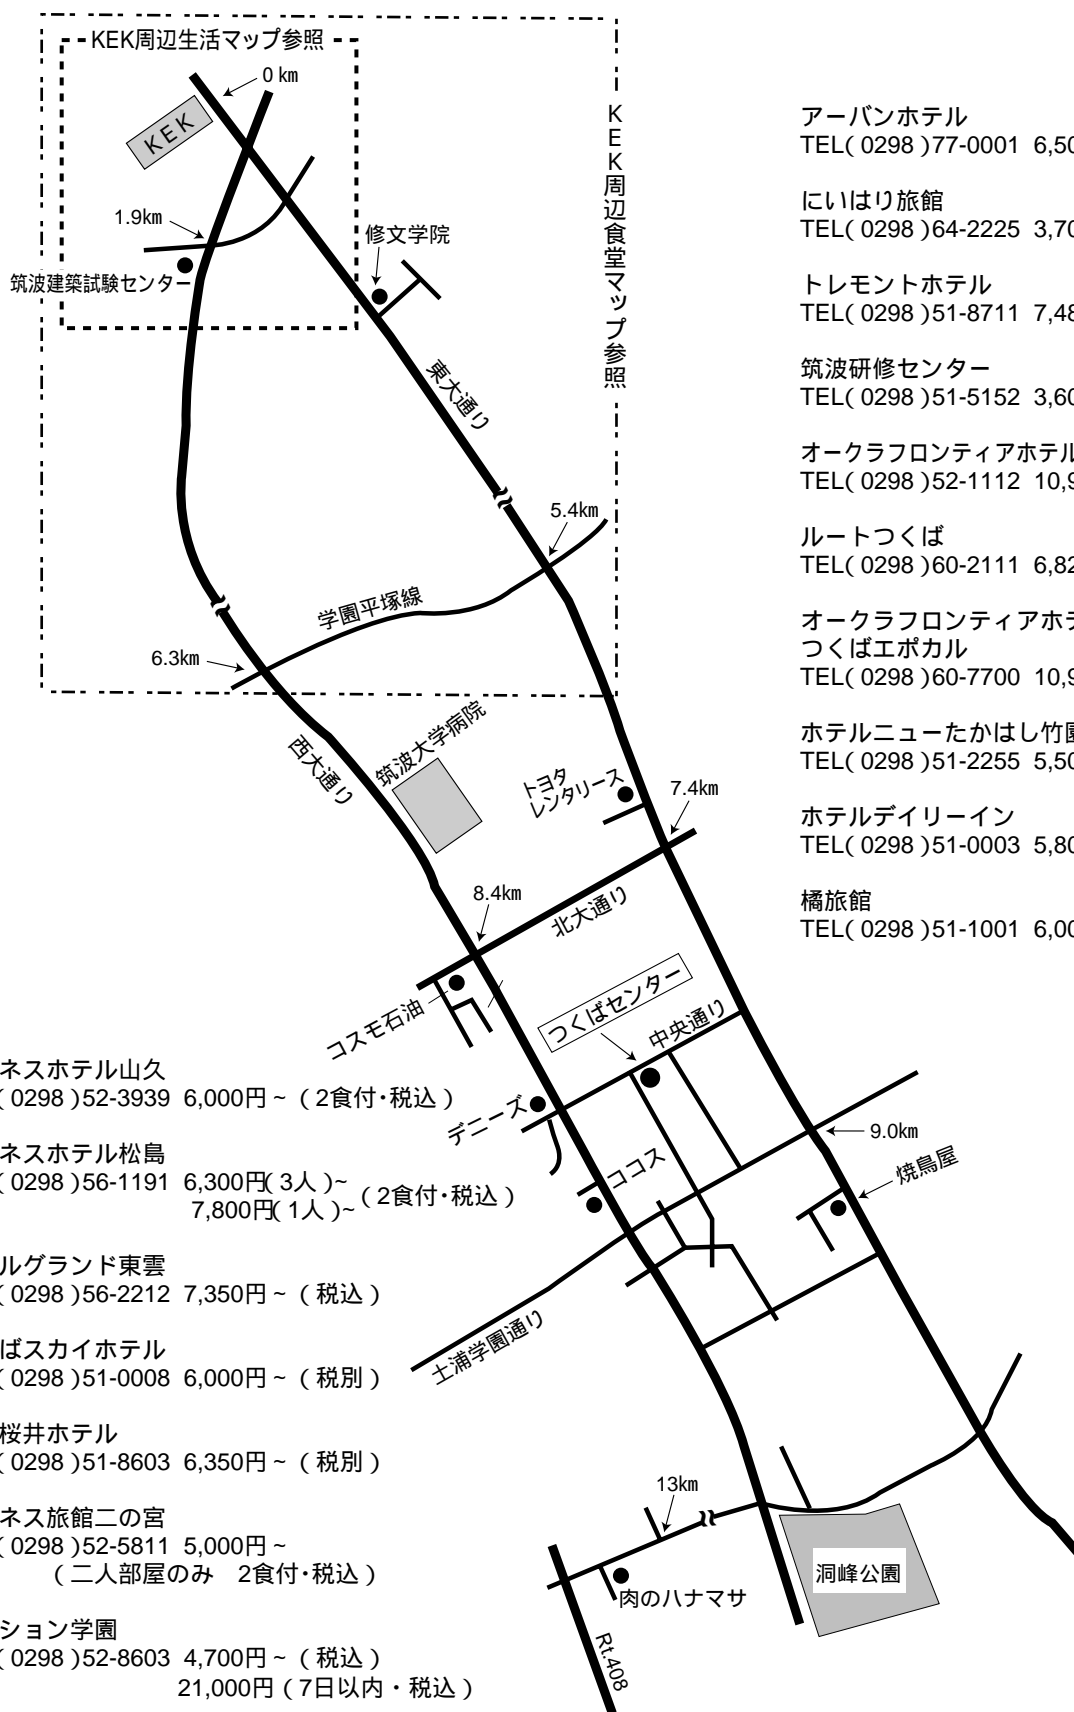 KEK周辺生活マップ参照
0 km
KEK
KEK周辺食堂マップ参照
1.9km
修文学院
筑波建築試験センター
東大通り
5.4km
学園平塚線
6.3km
西大通り
筑波大学病院
トヨタ
レンタリース
7.4km
8.4km
北大通り
コスモ石油
つくばセンター
中央通り
デニーズ
ココス
9.0km
焼鳥屋
土浦学園通り
13km
肉のハナマサ
洞峰公園
Rt.408
アーバンホテル
TEL(0298)77-0001 6,50
にいはり旅館
TEL(0298)64-2225 3,70
トレモントホテル
TEL(0298)51-8711 7,48
筑波研修センター
TEL(0298)51-5152 3,60
オークラフロンティアホテル
TEL(0298)52-1112 10,9
ルートつくば
TEL(0298)60-2111 6,82
オークラフロンティアホテ
つくばエポカル
TEL(0298)60-7700 10,9
ホテルニューたかはし竹園
TEL(0298)51-2255 5,50
ホテルデイリーイン
TEL(0298)51-0003 5,80
橘旅館
TEL(0298)51-1001 6,00
ネスホテル山久
(0298)52-3939 6,000円~(2食付・税込)
ネスホテル松島
(0298)56-1191 6,300円(3人)~
7,800円(1人)~(2食付・税込)
ルグランド東雲
(0298)56-2212 7,350円~(税込)
ばスカイホテル
(0298)51-0008 6,000円~(税別)
桜井ホテル
(0298)51-8603 6,350円~(税別)
ネス旅館二の宮
(0298)52-5811 5,000円~
(二人部屋のみ 2食付・税込)
ション学園
(0298)52-8603 4,700円~(税込)
21,000円(7日以内・税込)